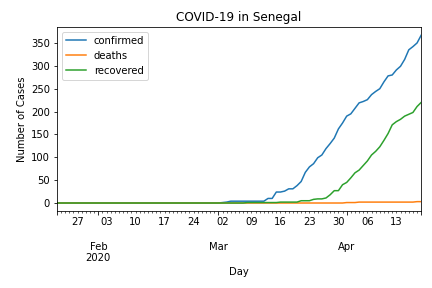 COVID-19 in Senegal
confirmed
deaths
recovered
Number of Cases
350
300
250
200
150
100
50
0
27 03 10 17 24 02 09 16 23 30 06 13
Feb Mar Apr
2020
Day